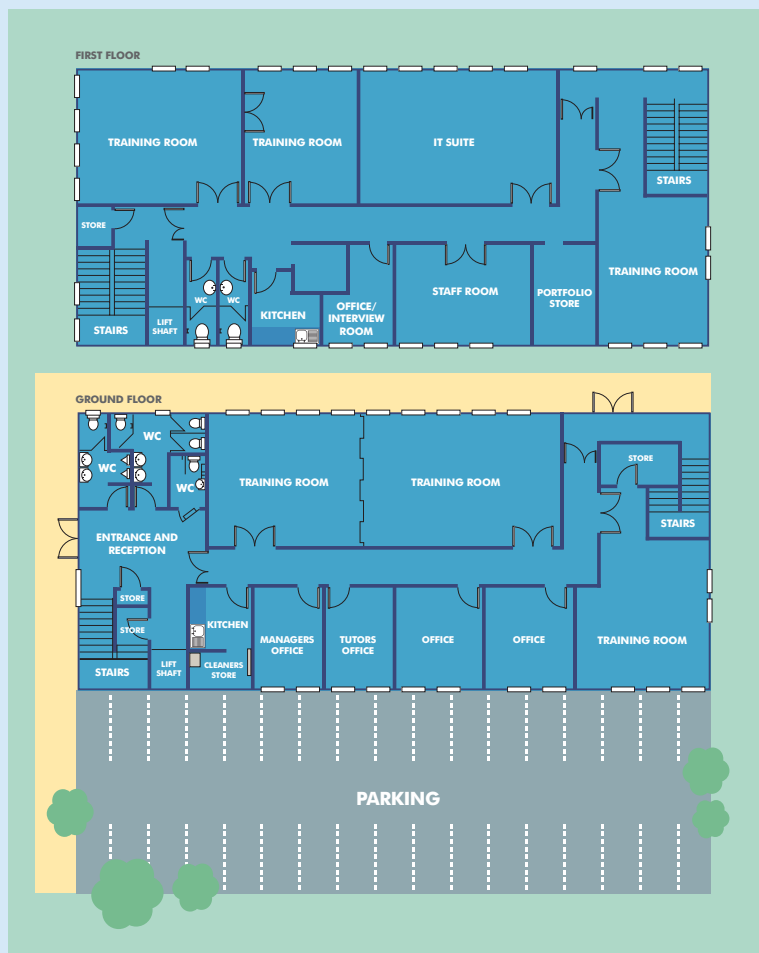 FIRST FLOOR
TRAINING ROOM
TRAINING ROOM
IT SUITE
STAIRS
STORE
TRAINING ROOM
WC
WC
STAFF ROOM
PORTFOLIO
STORE
OFFICE/
INTERVIEW
ROOM
KITCHEN
STAIRS
LIFT
SHAFT
GROUND FLOOR
WC
WC
WC
TRAINING ROOM
TRAINING ROOM
STORE
STAIRS
ENTRANCE AND
RECEPTION
STORE
STORE
KITCHEN
MANAGERS
OFFICE
TUTORS
OFFICE
OFFICE
OFFICE
TRAINING ROOM
STAIRS
LIFT
SHAFT
CLEANERS
STORE
PARKING